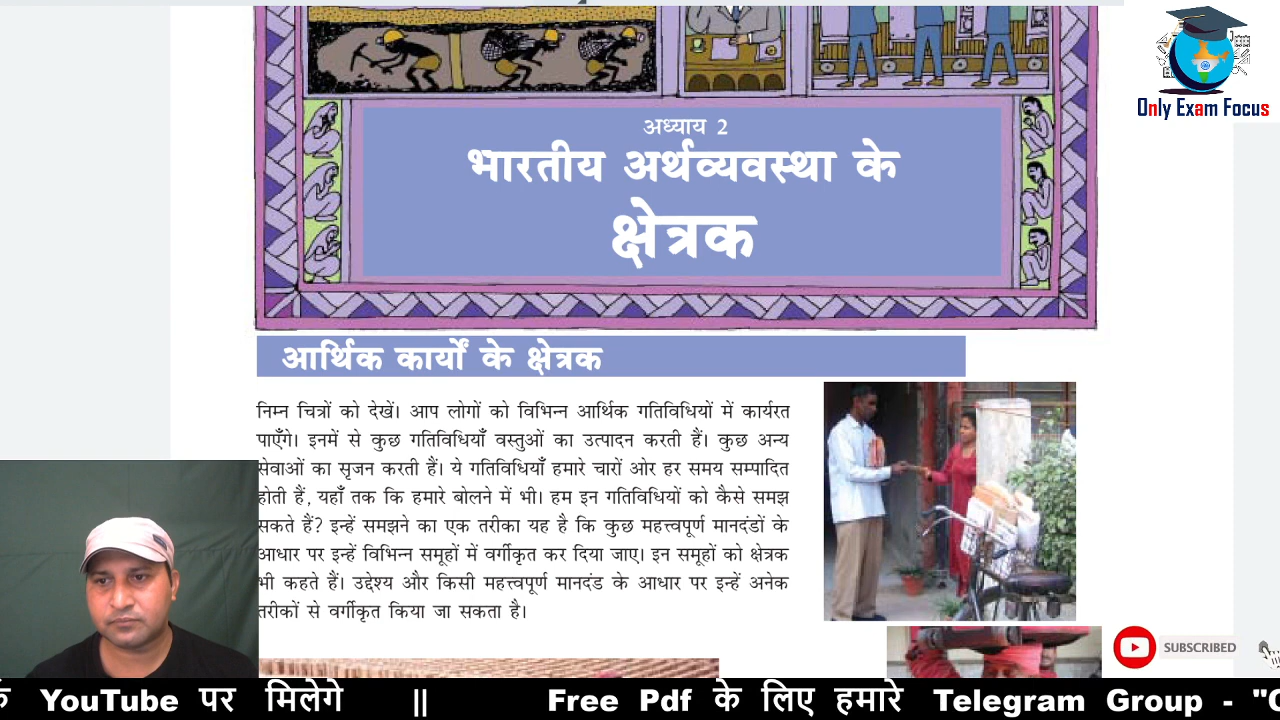 Only Exam Focus
अध्याय 2
भारतीय अर्थव्यवस्था के
क्षेत्रक
आर्थिक कार्यों के क्षेत्रक
निम्न चित्रों को देखें। आप लोगों को विभिन्न आर्थिक गतिविधियों में कार्यरत
पाएँगे। इनमें से कुछ गतिविधियाँ वस्तुओं का उत्पादन करती हैं। कुछ अन्य
सेवाओं का सृजन करती हैं। ये गतिविधियाँ हमारे चारों ओर हर समय सम्पादित
होती हैं, यहाँ तक कि हमारे बोलने में भी। हम इन गतिविधियों को कैसे समझ
सकते हैं? इन्हें समझने का एक तरीका यह है कि कुछ महत्त्वपूर्ण मानदंडों के
आधार पर इन्हें विभिन्न समूहों में वर्गीकृत कर दिया जाए। इन समूहों को क्षेत्रक
भी कहते हैं। उद्देश्य और किसी महत्त्वपूर्ण मानदंड के आधार पर इन्हें अनेक
तरीकों से वर्गीकृत किया जा सकता है।
SUBSCRIBED
YouTube पर मिलेगे || Free Pdf के लिए हमारे Telegram Group - "